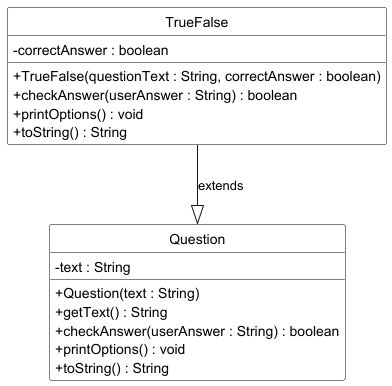 TrueFalse
-correctAnswer : boolean
+TrueFalse(questionText : String, correctAnswer : boolean)
+checkAnswer(userAnswer : String) : boolean
+printOptions() : void
+toString() : String
extends
Question
-text : String
+Question(text : String)
+getText() : String
+checkAnswer(userAnswer : String) : boolean
+printOptions() : void
+toString() : String